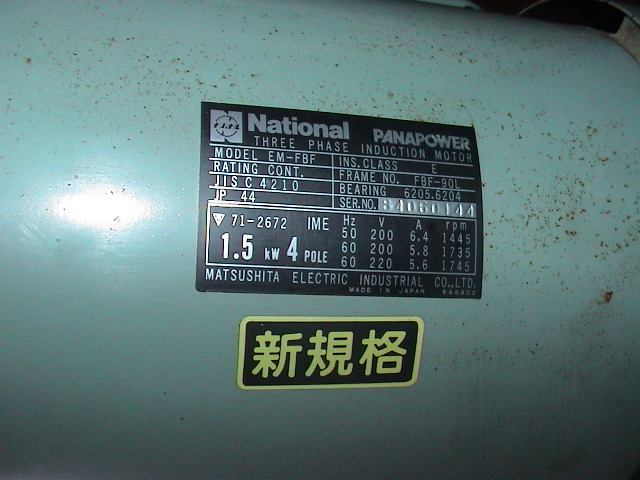 National PANAPOWER
THREE PHASE INDUCTION MOTOR
MODEL EM-FBF INS.CLASS E
RATING CONT. FRAME NO. FBF-90L
JIS C 4210 BEARING 6205.6204
JP 44 SER.NO. 84080144
71-2672 IME Hz V A rpm
50 200 6.4 1445
1.5 kW 4 POLE 60 200 5.8 1735
60 220 5.6 1745
MATSUSHITA ELECTRIC INDUSTRIAL CO.,LTD.
MADE IN JAPAN
新規格